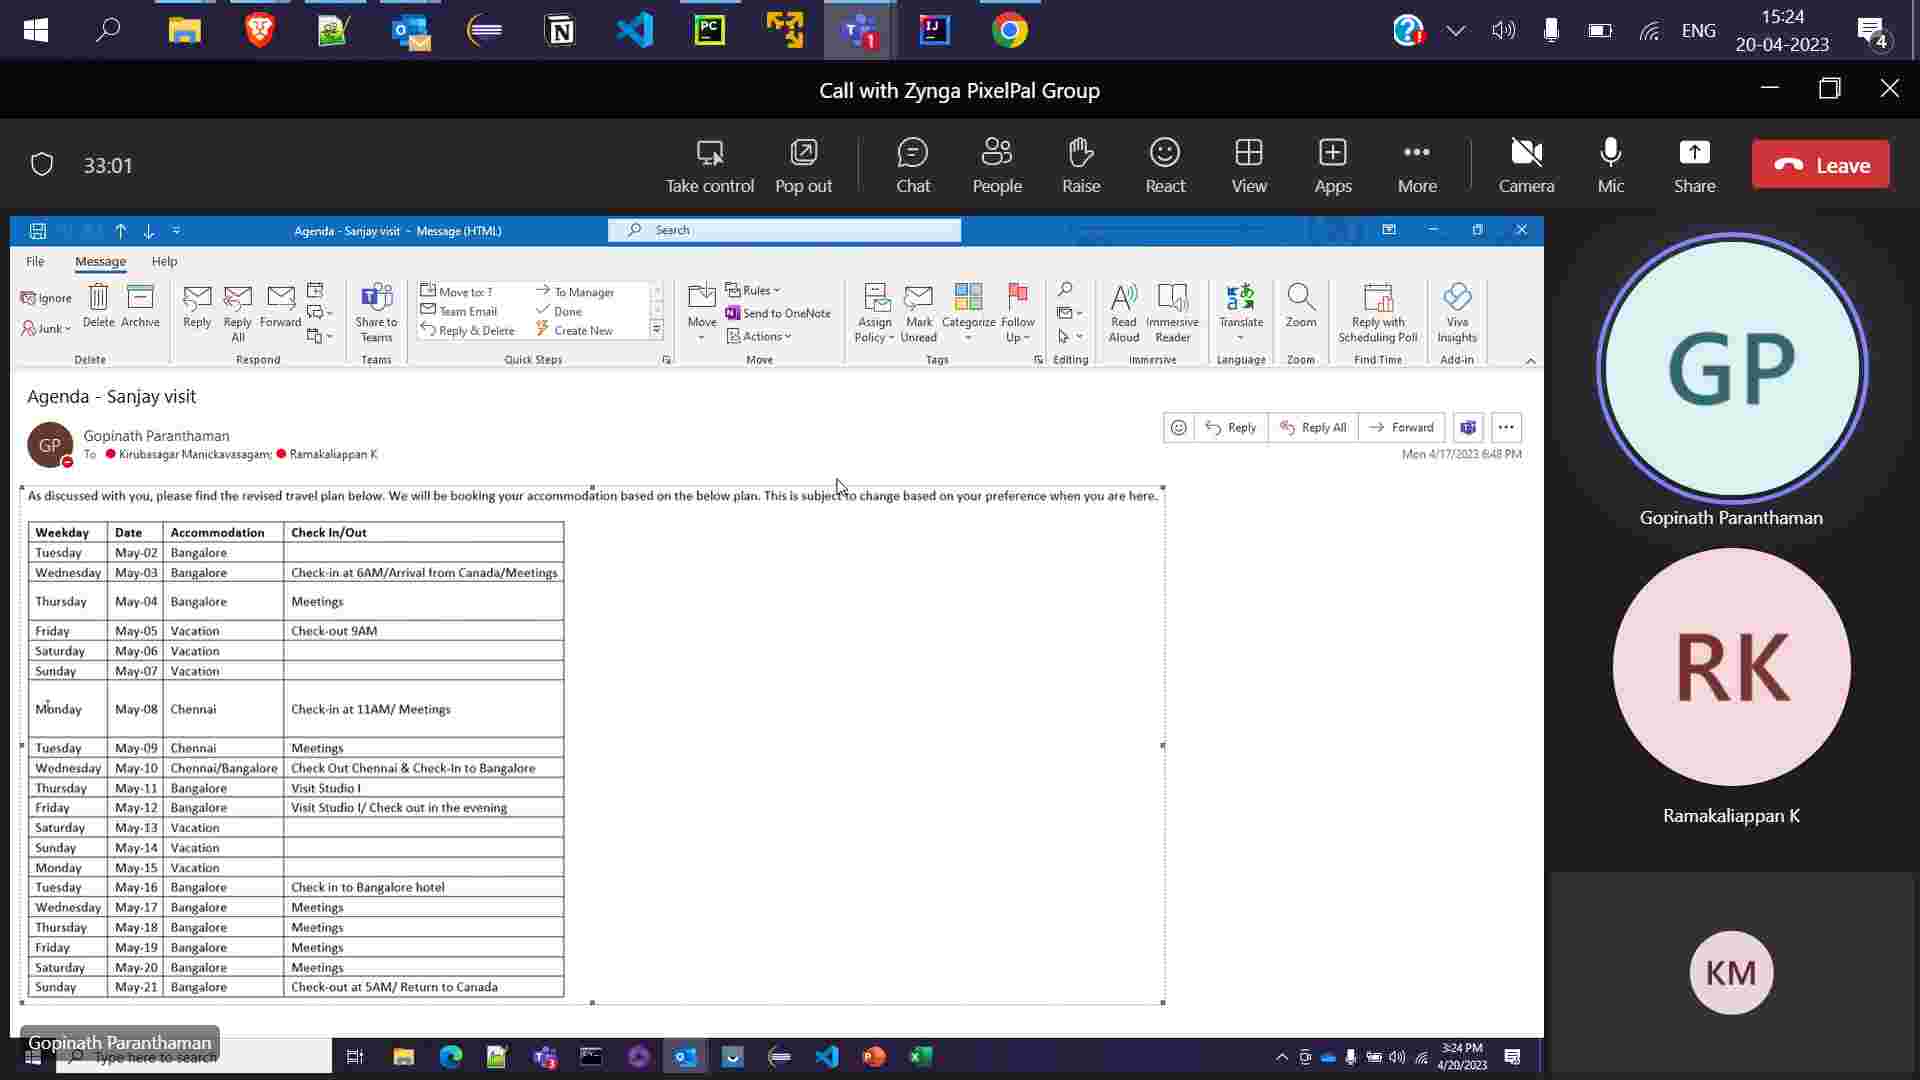 15:24
ENG
20-04-2023
4
Call with Zynga PixelPal Group
33:01
Take control
Pop out
Chat
People
Raise
React
View
Apps
More
Camera
Mic
Share
Leave
Agenda - Sanjay visit - Message (HTML)
Search
File Message Help
Ignore
Junk
Delete
Archive
Delete
Reply
Reply All
Forward
Respond
Share to Teams
Teams
Move to: ?
To Manager
Team Email
Done
Reply & Delete
Create New
Quick Steps
Move
Rules
Send to OneNote
Actions
Move
Assign Policy
Mark Unread
Categorize
Follow Up
Tags
Editing
Read Aloud
Immersive Reader
Immersive
Translate
Language
Zoom
Zoom
Reply with Scheduling Poll
Find Time
Viva Insights
Add-in
Agenda - Sanjay visit
GP
Gopinath Paranthaman
To Kirubasagar Manickavasagam; Ramakaliappan K
Reply
Reply All
Forward
Mon 4/17/2023 6:48 PM
As discussed with you, please find the revised travel plan below. We will be booking your accommodation based on the below plan. This is subject to change based on your preference when you are here.
Weekday Date Accommodation Check In/Out
Tuesday May-02 Bangalore
Wednesday May-03 Bangalore Check-in at 6AM/Arrival from Canada/Meetings
Thursday May-04 Bangalore Meetings
Friday May-05 Vacation Check-out 9AM
Saturday May-06 Vacation
Sunday May-07 Vacation
Monday May-08 Chennai Check-in at 11AM/ Meetings
Tuesday May-09 Chennai Meetings
Wednesday May-10 Chennai/Bangalore Check Out Chennai & Check-In to Bangalore
Thursday May-11 Bangalore Visit Studio I
Friday May-12 Bangalore Visit Studio I/ Check out in the evening
Saturday May-13 Vacation
Sunday May-14 Vacation
Monday May-15 Vacation
Tuesday May-16 Bangalore Check in to Bangalore hotel
Wednesday May-17 Bangalore Meetings
Thursday May-18 Bangalore Meetings
Friday May-19 Bangalore Meetings
Saturday May-20 Bangalore Meetings
Sunday May-21 Bangalore Check-out at 5AM/ Return to Canada
GP
Gopinath Paranthaman
RK
Ramakaliappan K
KM
Gopinath Paranthaman
Type here to search
3:24 PM
4/20/2023